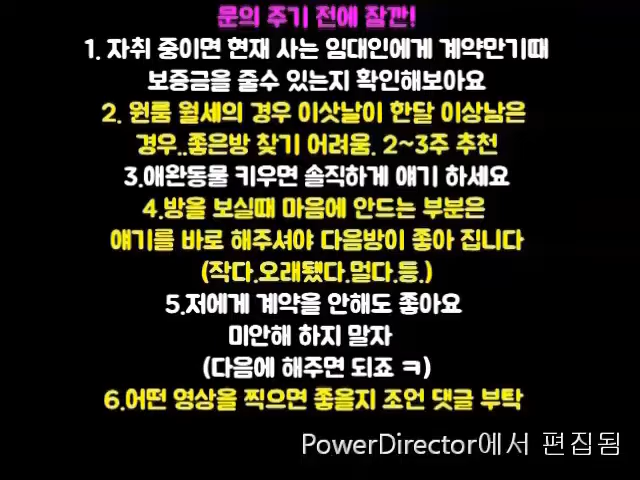 문의 주기 전에 잠깐!
1. 자취 중이면 현재 사는 임대인에게 계약만기때
보증금을 줄수 있는지 확인해보아요
2. 원룸 월세의 경우 이삿날이 한달 이상남은
경우..좋은방 찾기 어려움. 2~3주 추천
3.애완동물 키우면 솔직하게 얘기 하세요
4.방을 보실때 마음에 안드는 부분은
얘기를 바로 해주셔야 다음방이 좋아 집니다
(작다.오래됐다.멀다.등.)
5.저에게 계약을 안해도 좋아요
미안해 하지 말자
(다음에 해주면 되죠 ㅋ)
6.어떤 영상을 찍으면 좋을지 조언 댓글 부탁
PowerDirector에서 편집됨